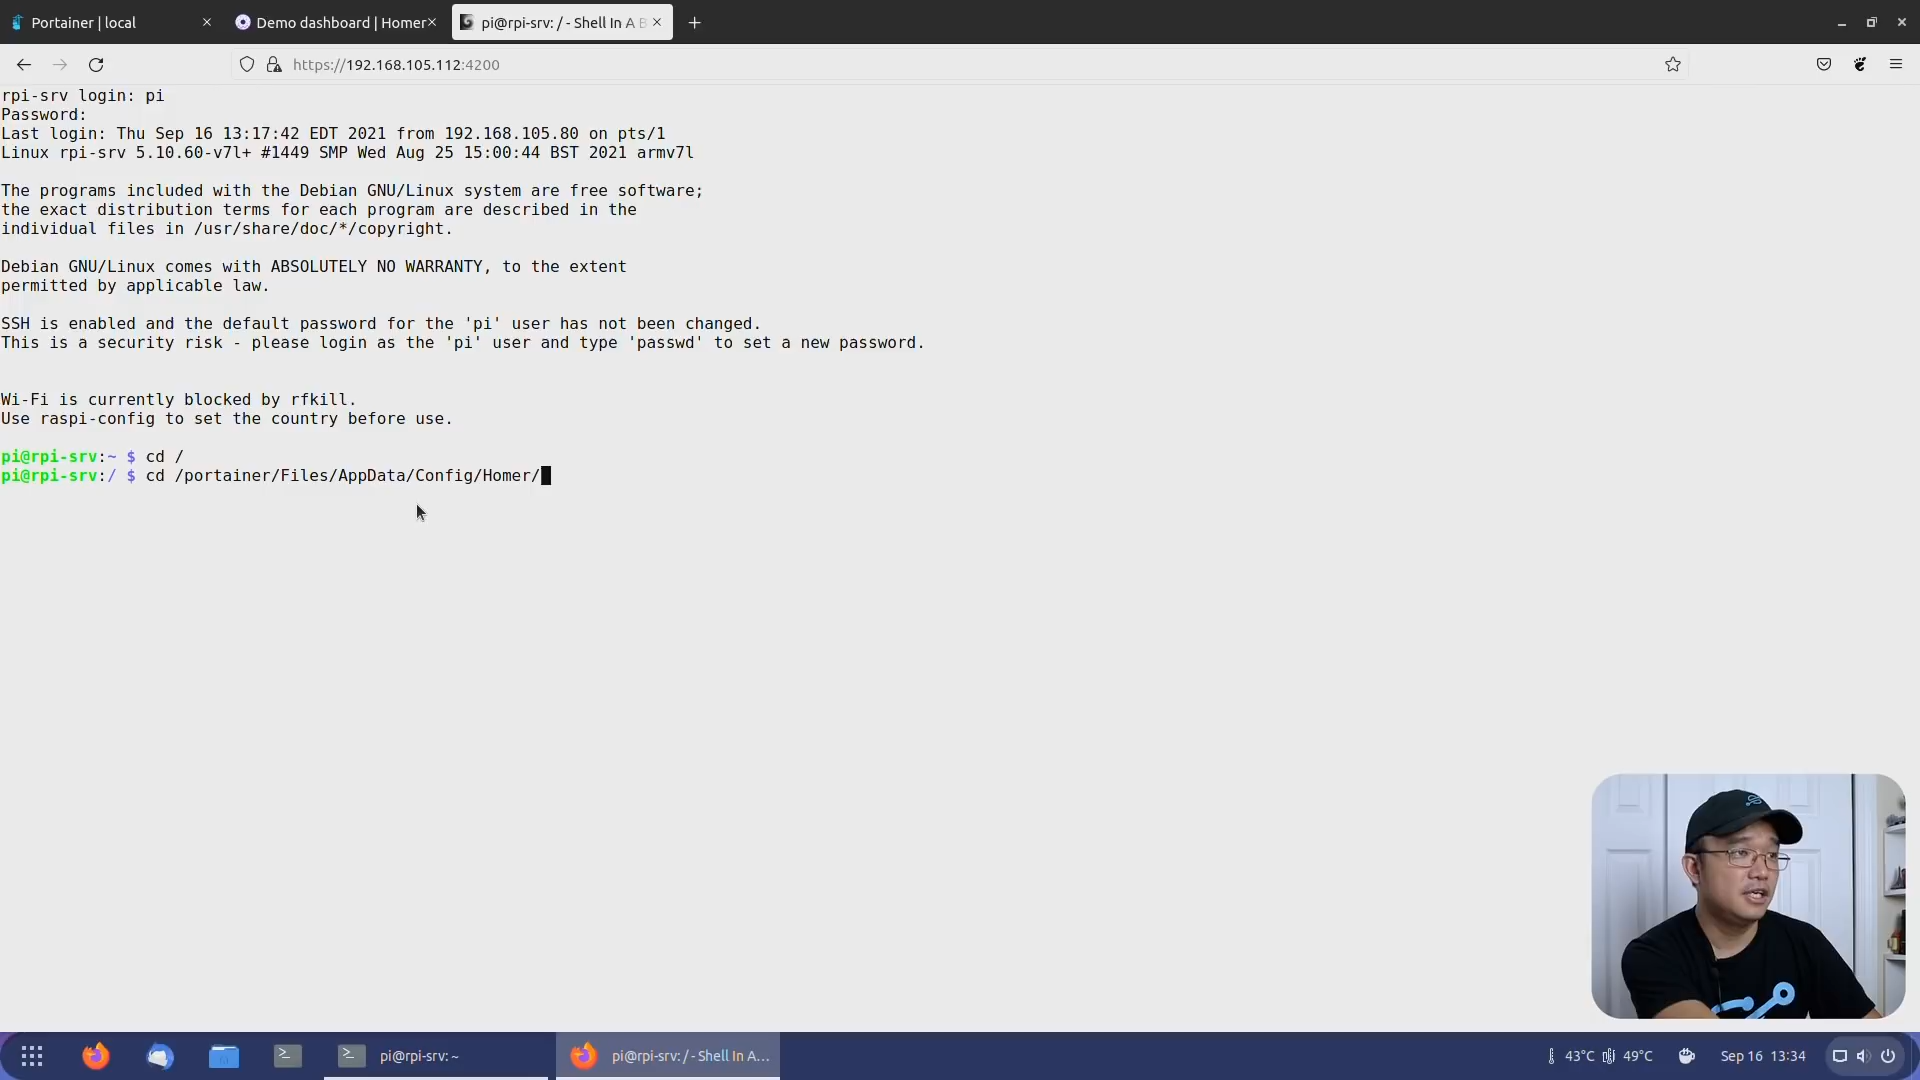 Portainer | local
Demo dashboard | Homer
pi@rpi-srv: / - Shell In A B
https://192.168.105.112:4200
rpi-srv login: pi
Password:
Last login: Thu Sep 16 13:17:42 EDT 2021 from 192.168.105.80 on pts/1
Linux rpi-srv 5.10.60-v7l+ #1449 SMP Wed Aug 25 15:00:44 BST 2021 armv7l
The programs included with the Debian GNU/Linux system are free software;
the exact distribution terms for each program are described in the
individual files in /usr/share/doc/*/copyright.
Debian GNU/Linux comes with ABSOLUTELY NO WARRANTY, to the extent
permitted by applicable law.
SSH is enabled and the default password for the 'pi' user has not been changed.
This is a security risk - please login as the 'pi' user and type 'passwd' to set a new password.
Wi-Fi is currently blocked by rfkill.
Use raspi-config to set the country before use.
pi@rpi-srv:~ $ cd /
pi@rpi-srv:/ $ cd /portainer/Files/AppData/Config/Homer/
pi@rpi-srv: ~
pi@rpi-srv: / - Shell In A...
43°C
49°C
Sep 16 13:34